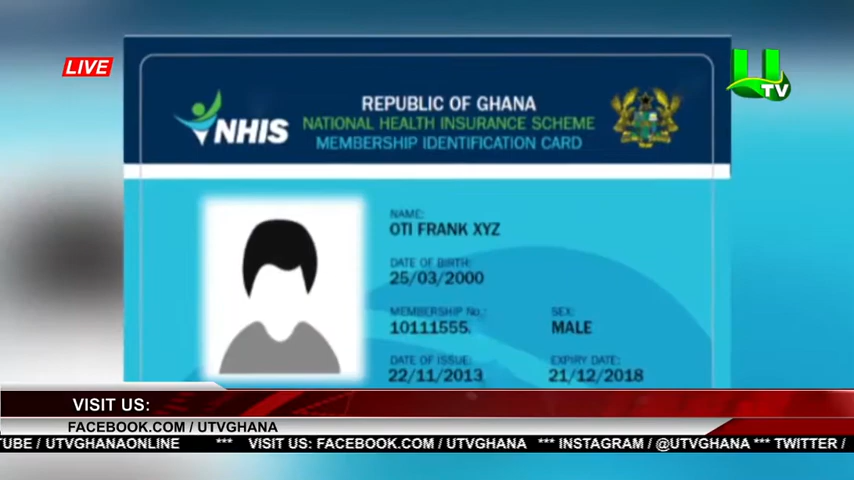 LIVE
U
TV
NHIS
REPUBLIC OF GHANA
NATIONAL HEALTH INSURANCE SCHEME
MEMBERSHIP IDENTIFICATION CARD
NAME:
OTI FRANK XYZ
DATE OF BIRTH:
25/03/2000
MEMBERSHIP No.: SEX:
10111555. MALE
DATE OF ISSUE: EXPIRY DATE:
22/11/2013 21/12/2018
VISIT US:
FACEBOOK.COM / UTVGHANA
TUBE / UTVGHANAONLINE *** VISIT US: FACEBOOK.COM / UTVGHANA *** INSTAGRAM / @UTVGHANA *** TWITTER /